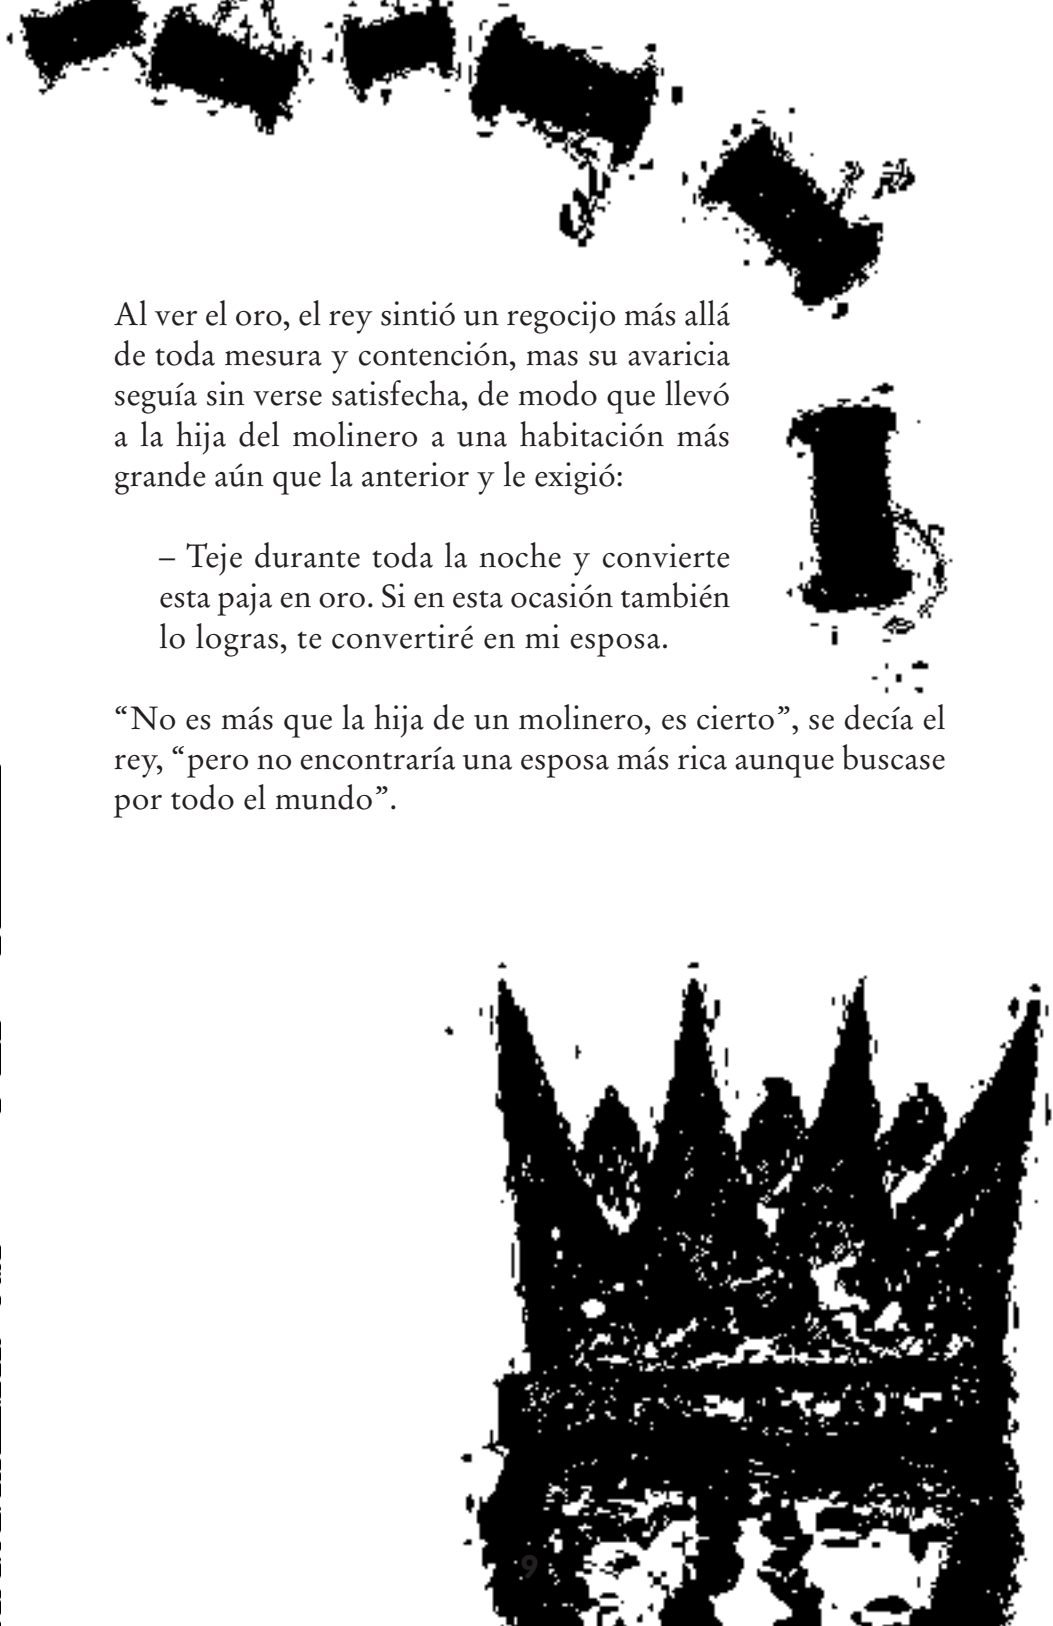 Al ver el oro, el rey sintió un regocijo más allá
de toda mesura y contención, mas su avaricia
seguía sin verse satisfecha, de modo que llevó
a la hija del molinero a una habitación más
grande aún que la anterior y le exigió:
– Teje durante toda la noche y convierte
esta paja en oro. Si en esta ocasión también
lo logras, te convertiré en mi esposa.
“No es más que la hija de un molinero, es cierto”, se decía el
rey, “pero no encontraría una esposa más rica aunque buscase
por todo el mundo”.
9